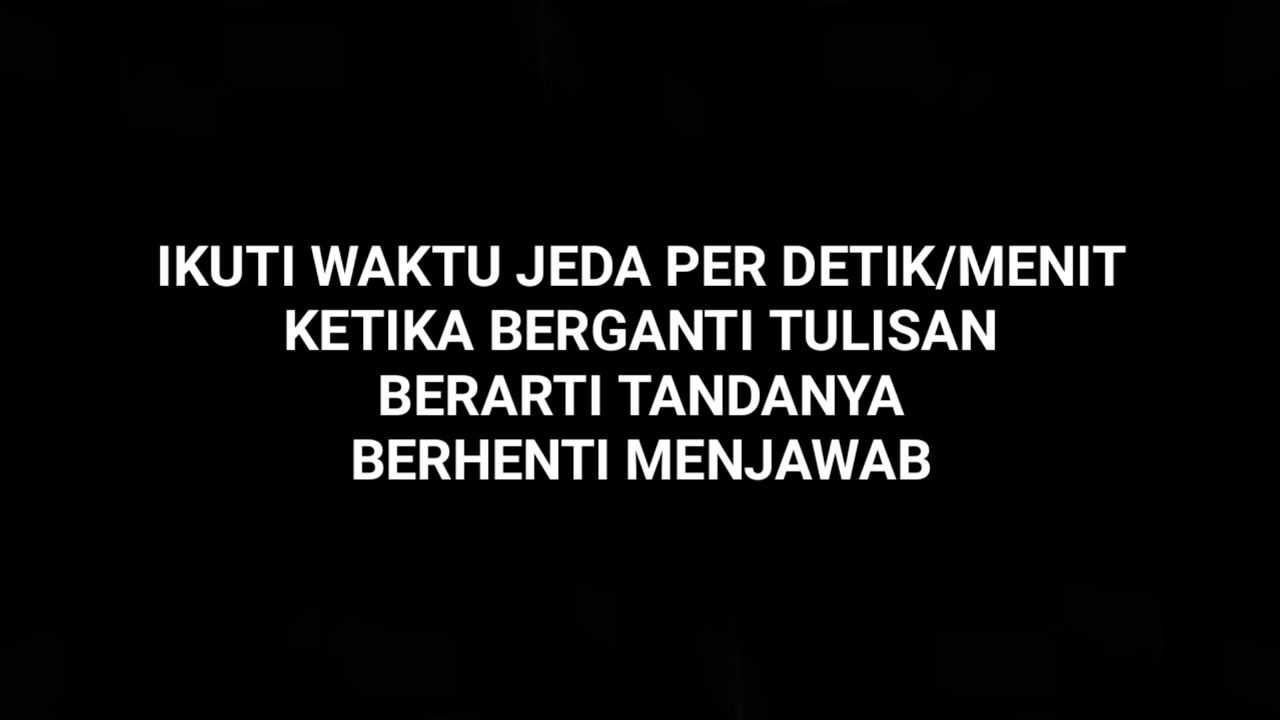 IKUTI WAKTU JEDA PER DETIK/MENIT
KETIKA BERGANTI TULISAN
BERARTI TANDANYA
BERHENTI MENJAWAB